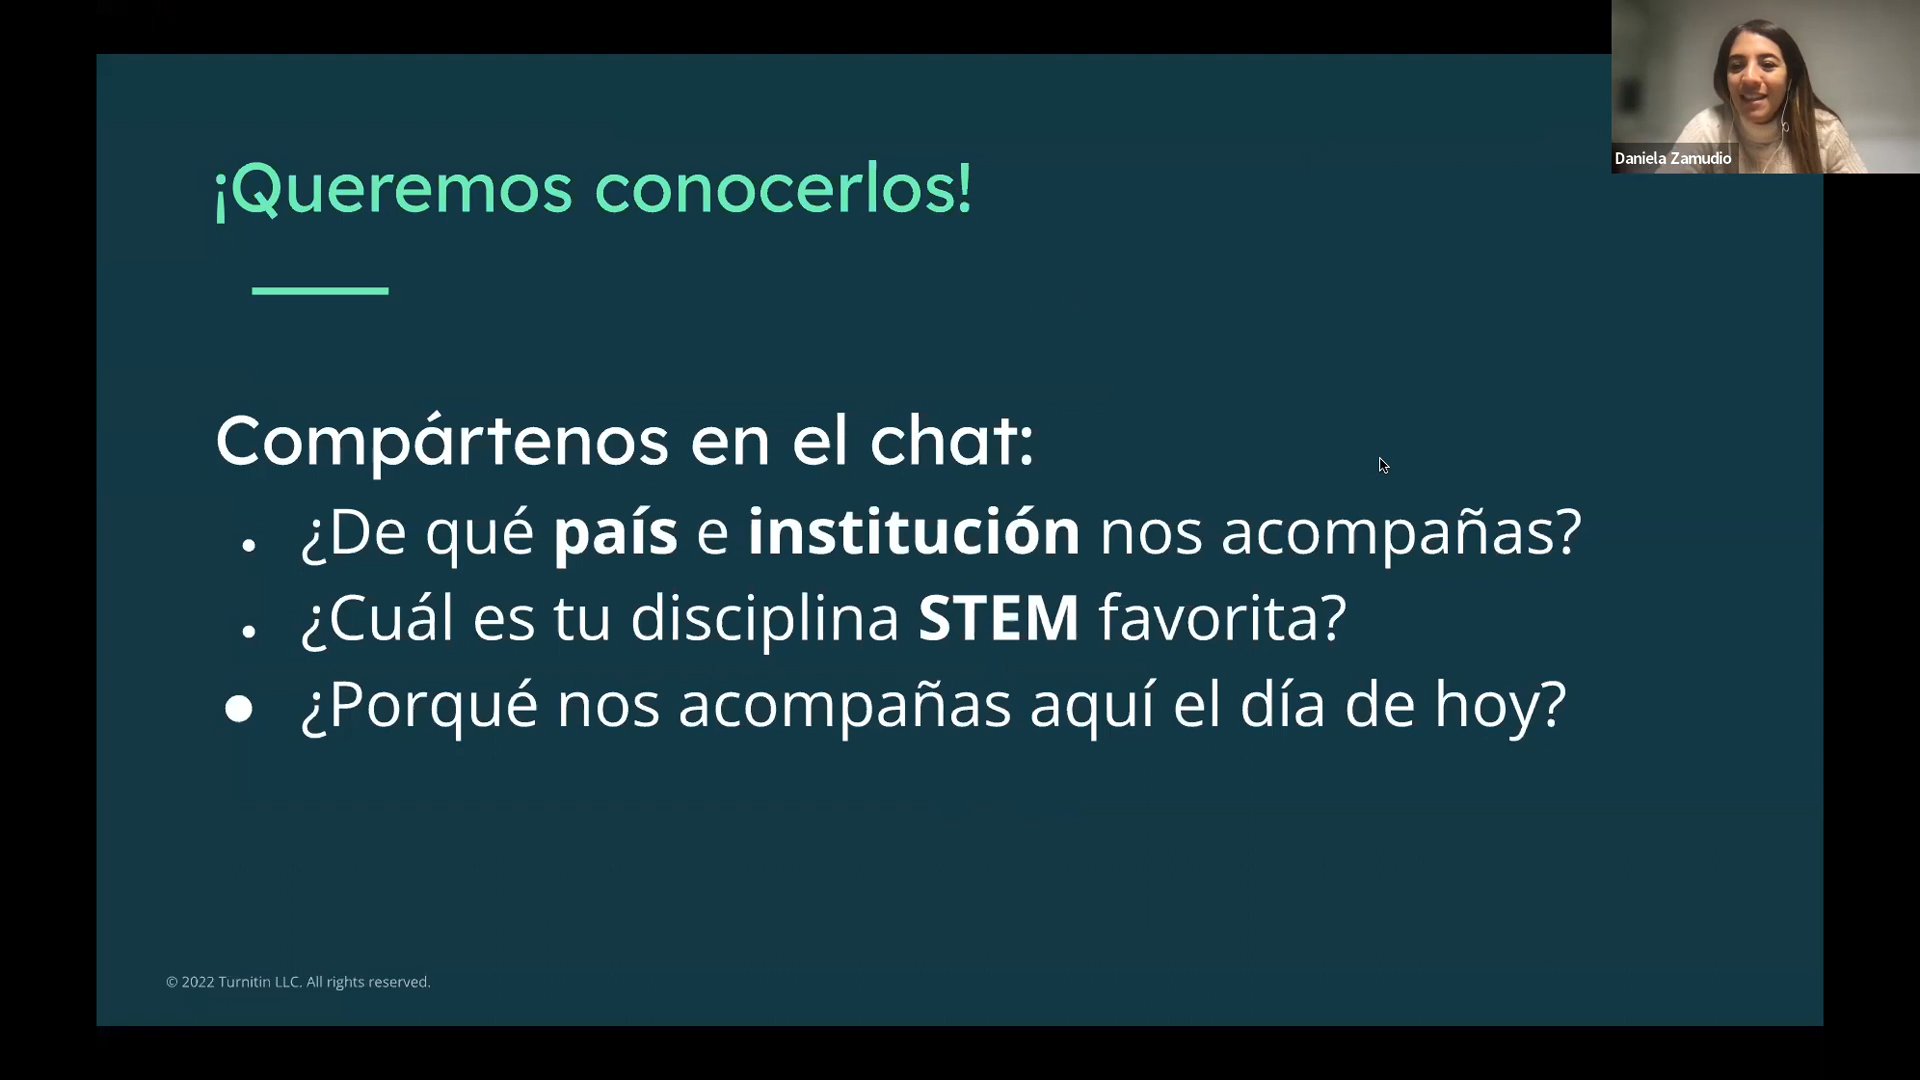 Daniela Zamudio
¡Queremos conocerlos!
Compártenos en el chat:
• ¿De qué país e institución nos acompañas?
• ¿Cuál es tu disciplina STEM favorita?
● ¿Porqué nos acompañas aquí el día de hoy?
© 2022 Turnitin LLC. All rights reserved.